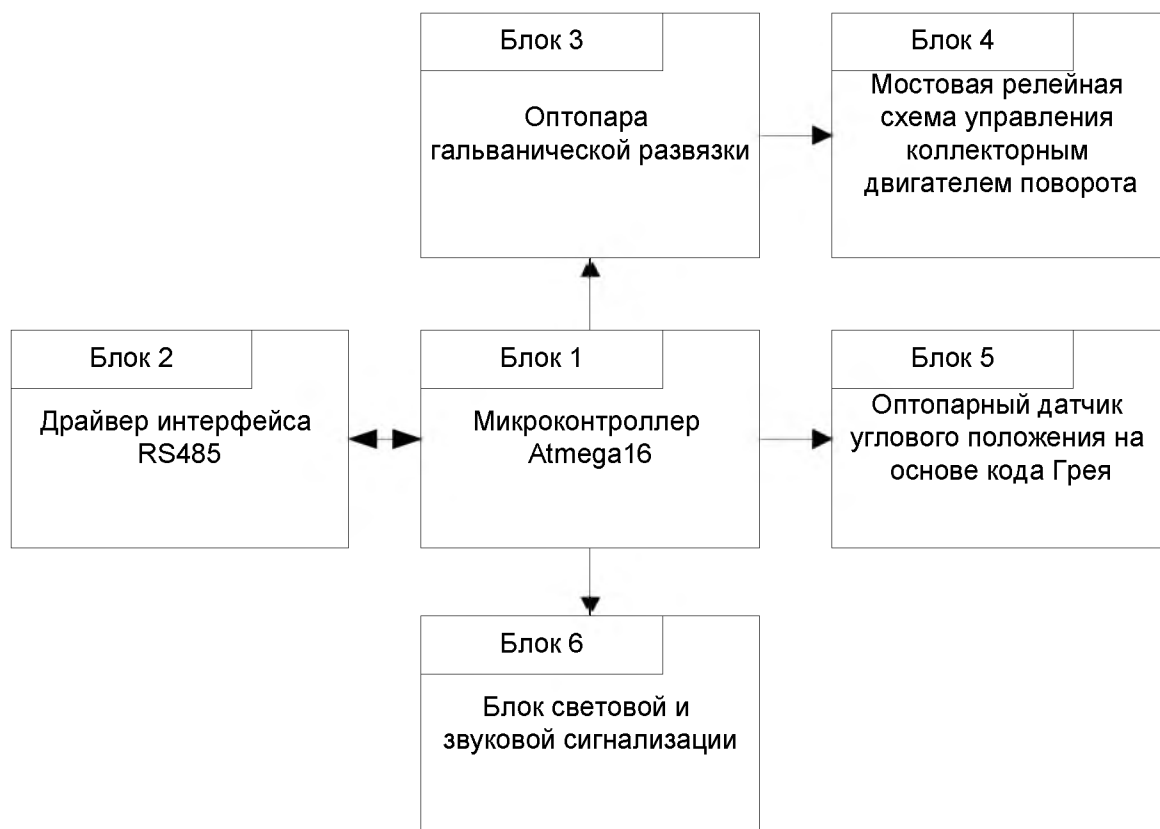 Блок 3
Оптопара
гальванической развязки
Блок 4
Мостовая релейная
схема управления
коллекторным
двигателем поворота
Блок 2
Драйвер интерфейса
RS485
Блок 1
Микроконтроллер
Atmega16
Блок 5
Оптопарный датчик
углового положения на
основе кода Грея
Блок 6
Блок световой и
звуковой сигнализации